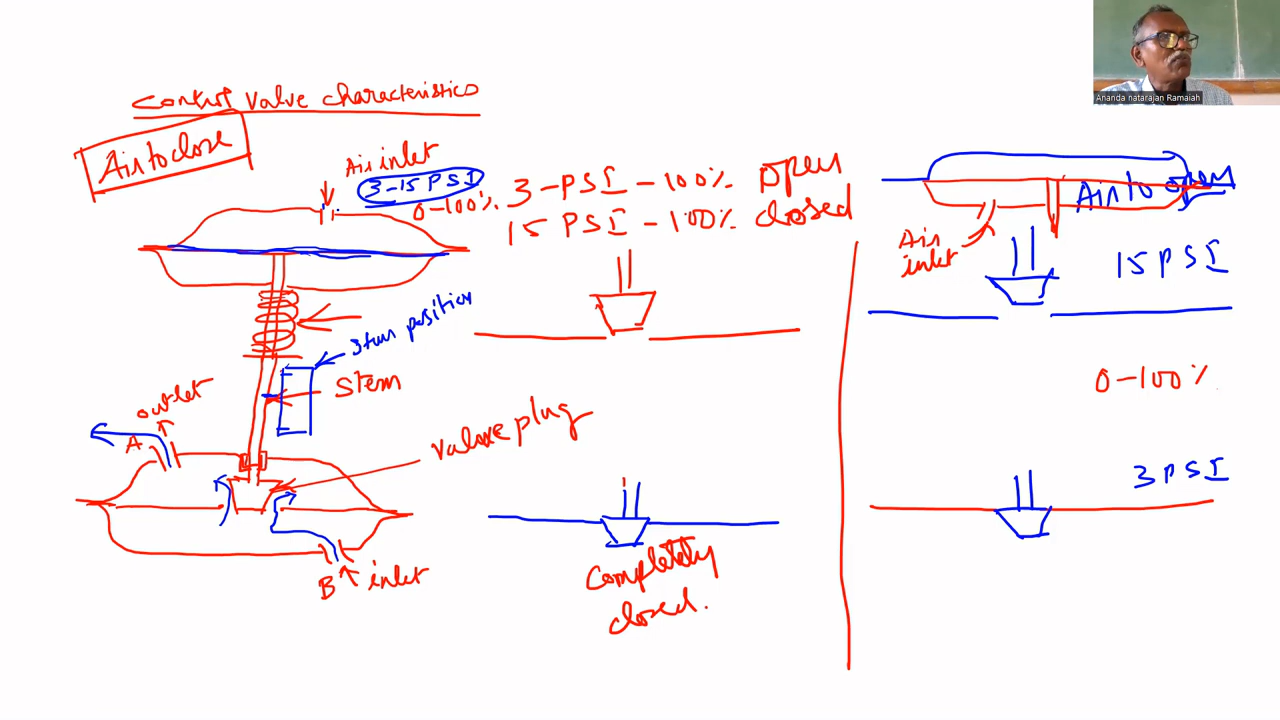 Control Valve characteristics
Air to close
Air inlet
3-15 PSI
0-100%
3-PSI-100% open
15 PSI-100% closed
Stem position
Stem
outlet
A
Valve plug
B
inlet
Completely
closed.
Air to open
Air
inlet
15 PSI
0-100%
3 PSI
Ananda natarajan Ramaiah